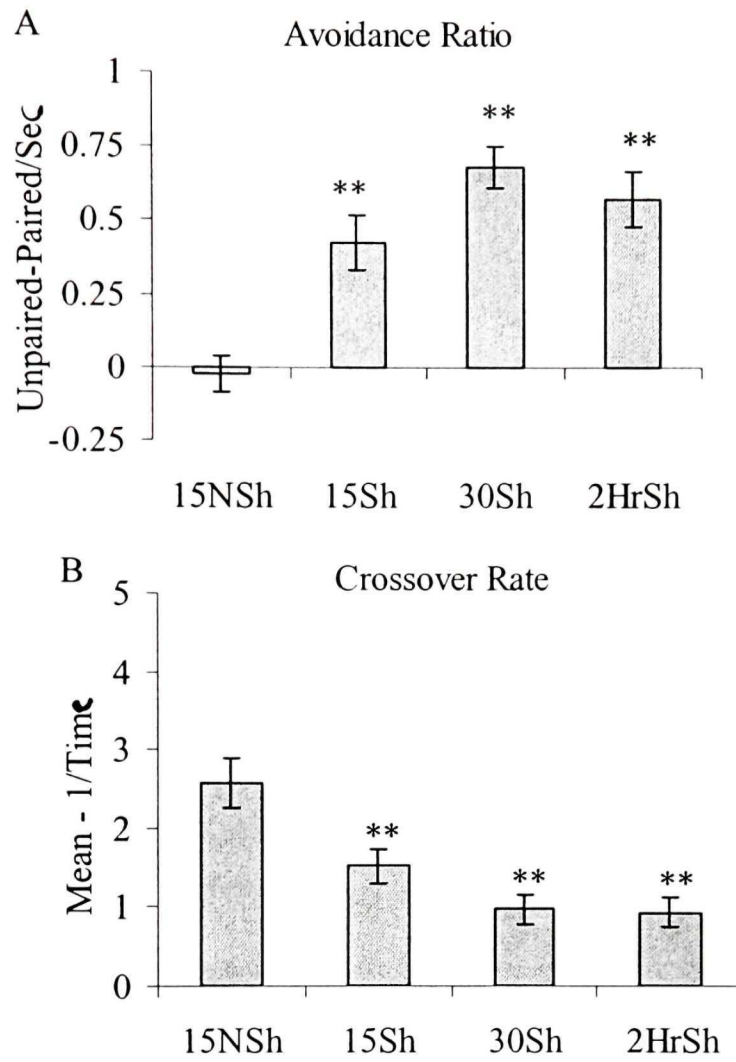 A
Avoidance Ratio
Unpaired-Paired/Sec
1
0.75
0.5
0.25
0
-0.25
**
**
**
15NSh 15Sh 30Sh 2HrSh
B
Crossover Rate
Mean - 1/Time
5
4
3
2
1
0
**
**
**
15NSh 15Sh 30Sh 2HrSh